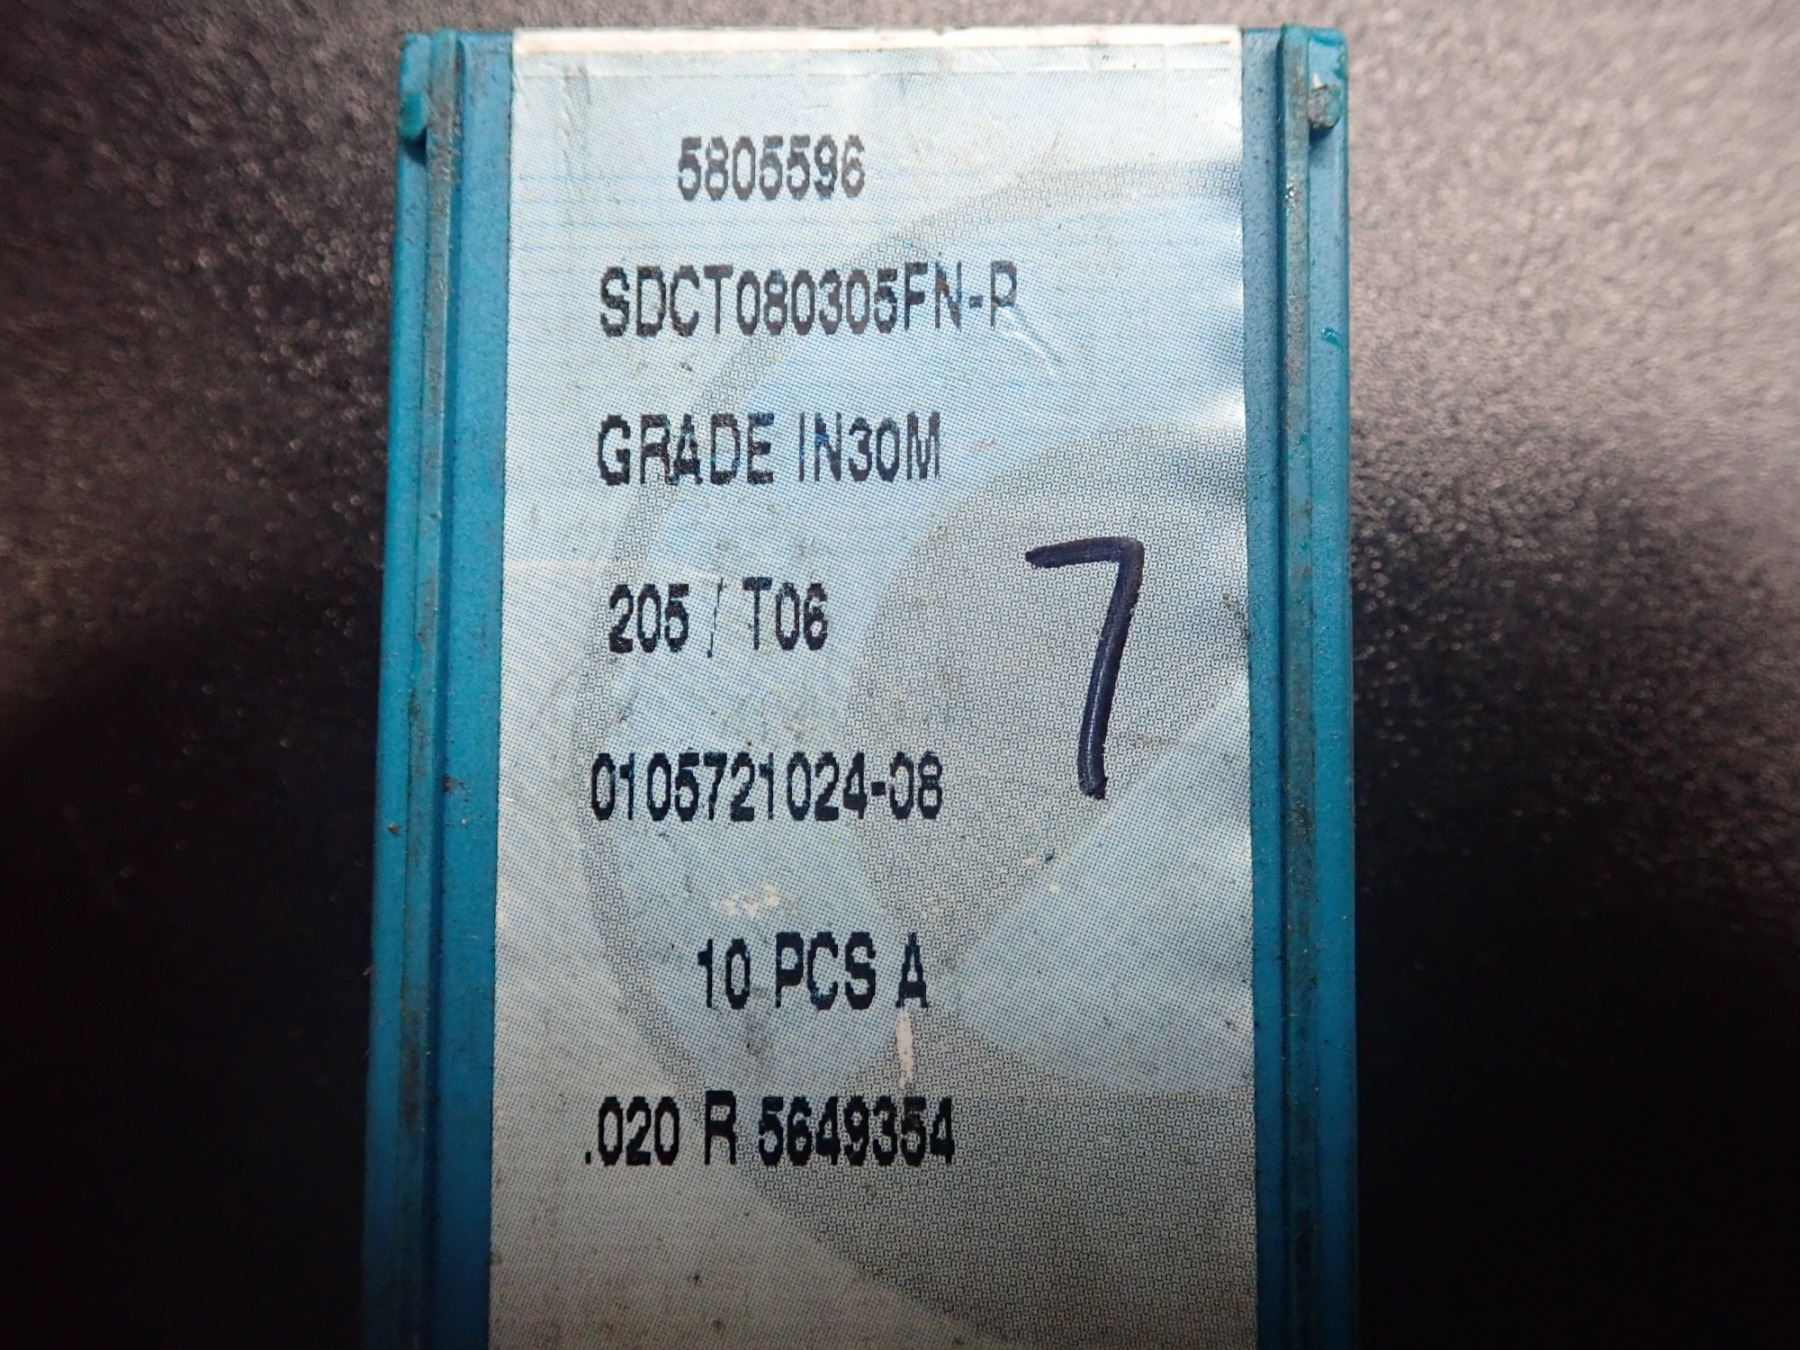 5805596
SDCT080305FN-P
GRADE IN30M
7
205 / T06
0105721024-08
10 PCS A
.020 R 5649354